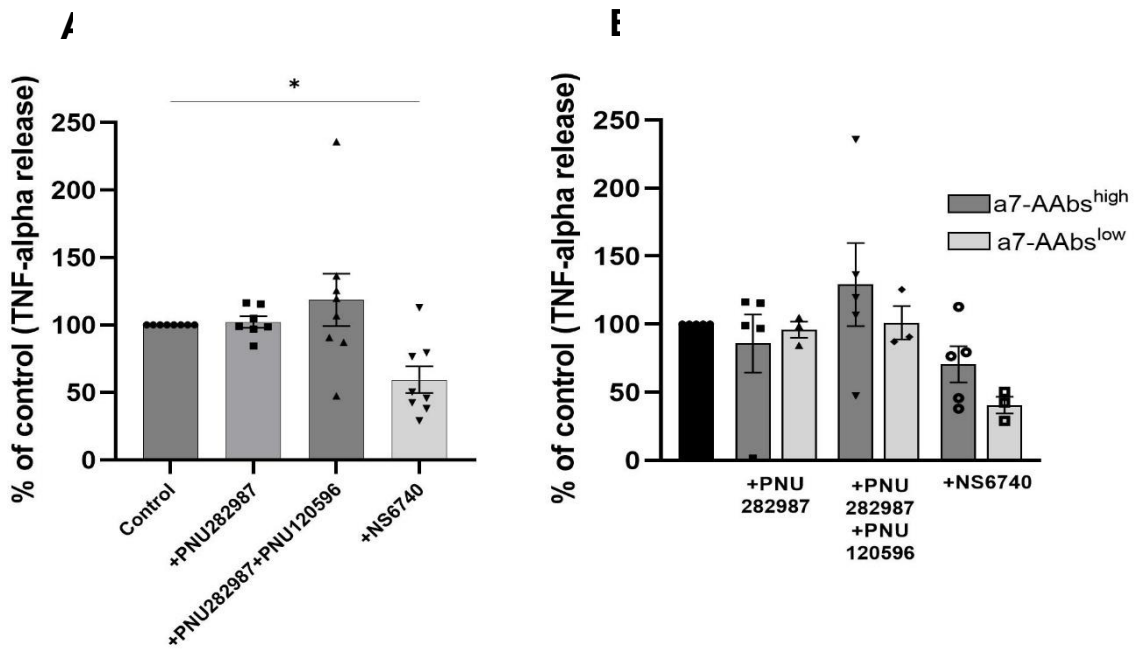 % of control (TNF-alpha release)
*
250
200
150
100
50
0
Control
+PNU282987
+PNU282987+PNU120596
+NS6740
% of control (TNF-alpha release)
250
200
150
100
50
0
+PNU
282987
+PNU
282987
+PNU
120596
+NS6740
a7-AAbs^high
a7-AAbs^low